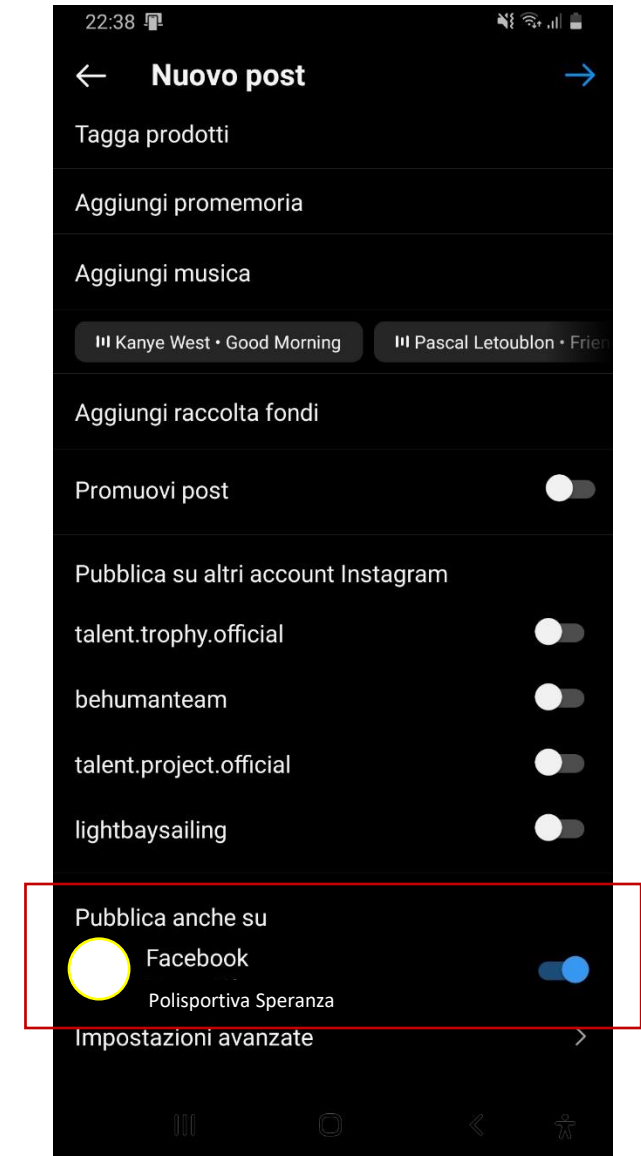 22:38
Nuovo post
Tagga prodotti
Aggiungi promemoria
Aggiungi musica
Kanye West • Good Morning
Pascal Letoublon • Frien
Aggiungi raccolta fondi
Promuovi post
Pubblica su altri account Instagram
talent.trophy.official
behumanteam
talent.project.official
lightbaysailing
Pubblica anche su
Facebook
Polisportiva Speranza
Impostazioni avanzate